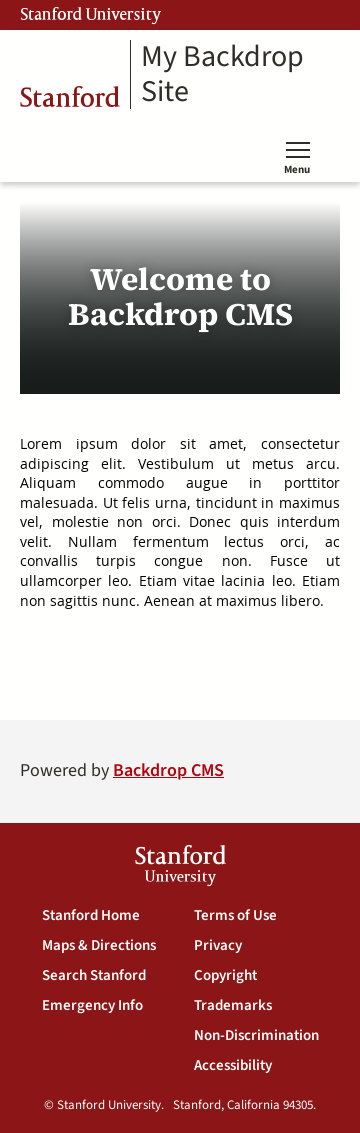 Stanford University
Stanford
My Backdrop
Site
Menu
Welcome to
Backdrop CMS
Lorem ipsum dolor sit amet, consectetur
adipiscing elit. Vestibulum ut metus arcu.
Aliquam commodo augue in porttitor
malesuada. Ut felis urna, tincidunt in maximus
vel, molestie non orci. Donec quis interdum
velit. Nullam fermentum lectus orci, ac
convallis turpis congue non. Fusce ut
ullamcorper leo. Etiam vitae lacinia leo. Etiam
non sagittis nunc. Aenean at maximus libero.
Powered by Backdrop CMS
Stanford
University
Stanford Home
Maps & Directions
Search Stanford
Emergency Info
Terms of Use
Privacy
Copyright
Trademarks
Non-Discrimination
Accessibility
© Stanford University. Stanford, California 94305.